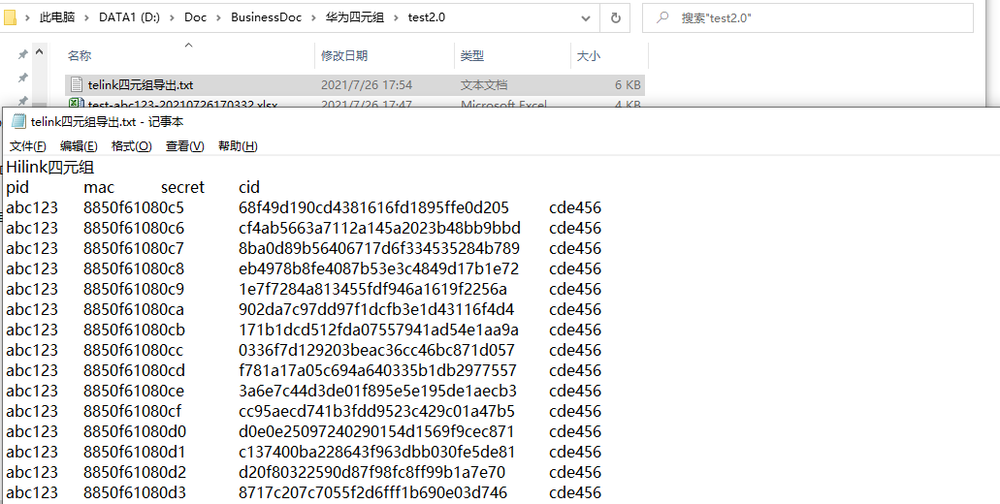 此电脑 › DATA1 (D:) › Doc › BusinessDoc › 华为四元组 › test2.0
搜索"test2.0"
名称 修改日期 类型 大小
telink四元组导出.txt 2021/7/26 17:54 文本文档 6 KB
test-abc123-20210726170332.xlsx 2021/7/26 17:47 Microsoft Excel 4 KB
telink四元组导出.txt - 记事本
文件(F) 编辑(E) 格式(O) 查看(V) 帮助(H)
Hilink四元组
pid mac secret cid
abc123 8850f61080c5 68f49d190cd4381616fd1895ffe0d205 cde456
abc123 8850f61080c6 cf4ab5663a7112a145a2023b48bb9bbd cde456
abc123 8850f61080c7 8ba0d89b56406717d6f334535284b789 cde456
abc123 8850f61080c8 eb4978b8fe4087b53e3c4849d17b1e72 cde456
abc123 8850f61080c9 1e7f7284a813455fdf946a1619f2256a cde456
abc123 8850f61080ca 902da7c97dd97f1dcfb3e1d43116f4d4 cde456
abc123 8850f61080cb 171b1dcd512fda07557941ad54e1aa9a cde456
abc123 8850f61080cc 0336f7d129203beac36cc46bc871d057 cde456
abc123 8850f61080cd f781a17a05c694a640335b1db2977557 cde456
abc123 8850f61080ce 3a6e7c44d3de01f895e5e195de1aecb3 cde456
abc123 8850f61080cf cc95aecd741b3fdd9523c429c01a47b5 cde456
abc123 8850f61080d0 d0e0e25097240290154d1569f9cec871 cde456
abc123 8850f61080d1 c137400ba228643f963dbb030fe5de81 cde456
abc123 8850f61080d2 d20f80322590d87f98fc8ff99b1a7e70 cde456
abc123 8850f61080d3 8717c207c7055f2d6fff1b690e03d746 cde456